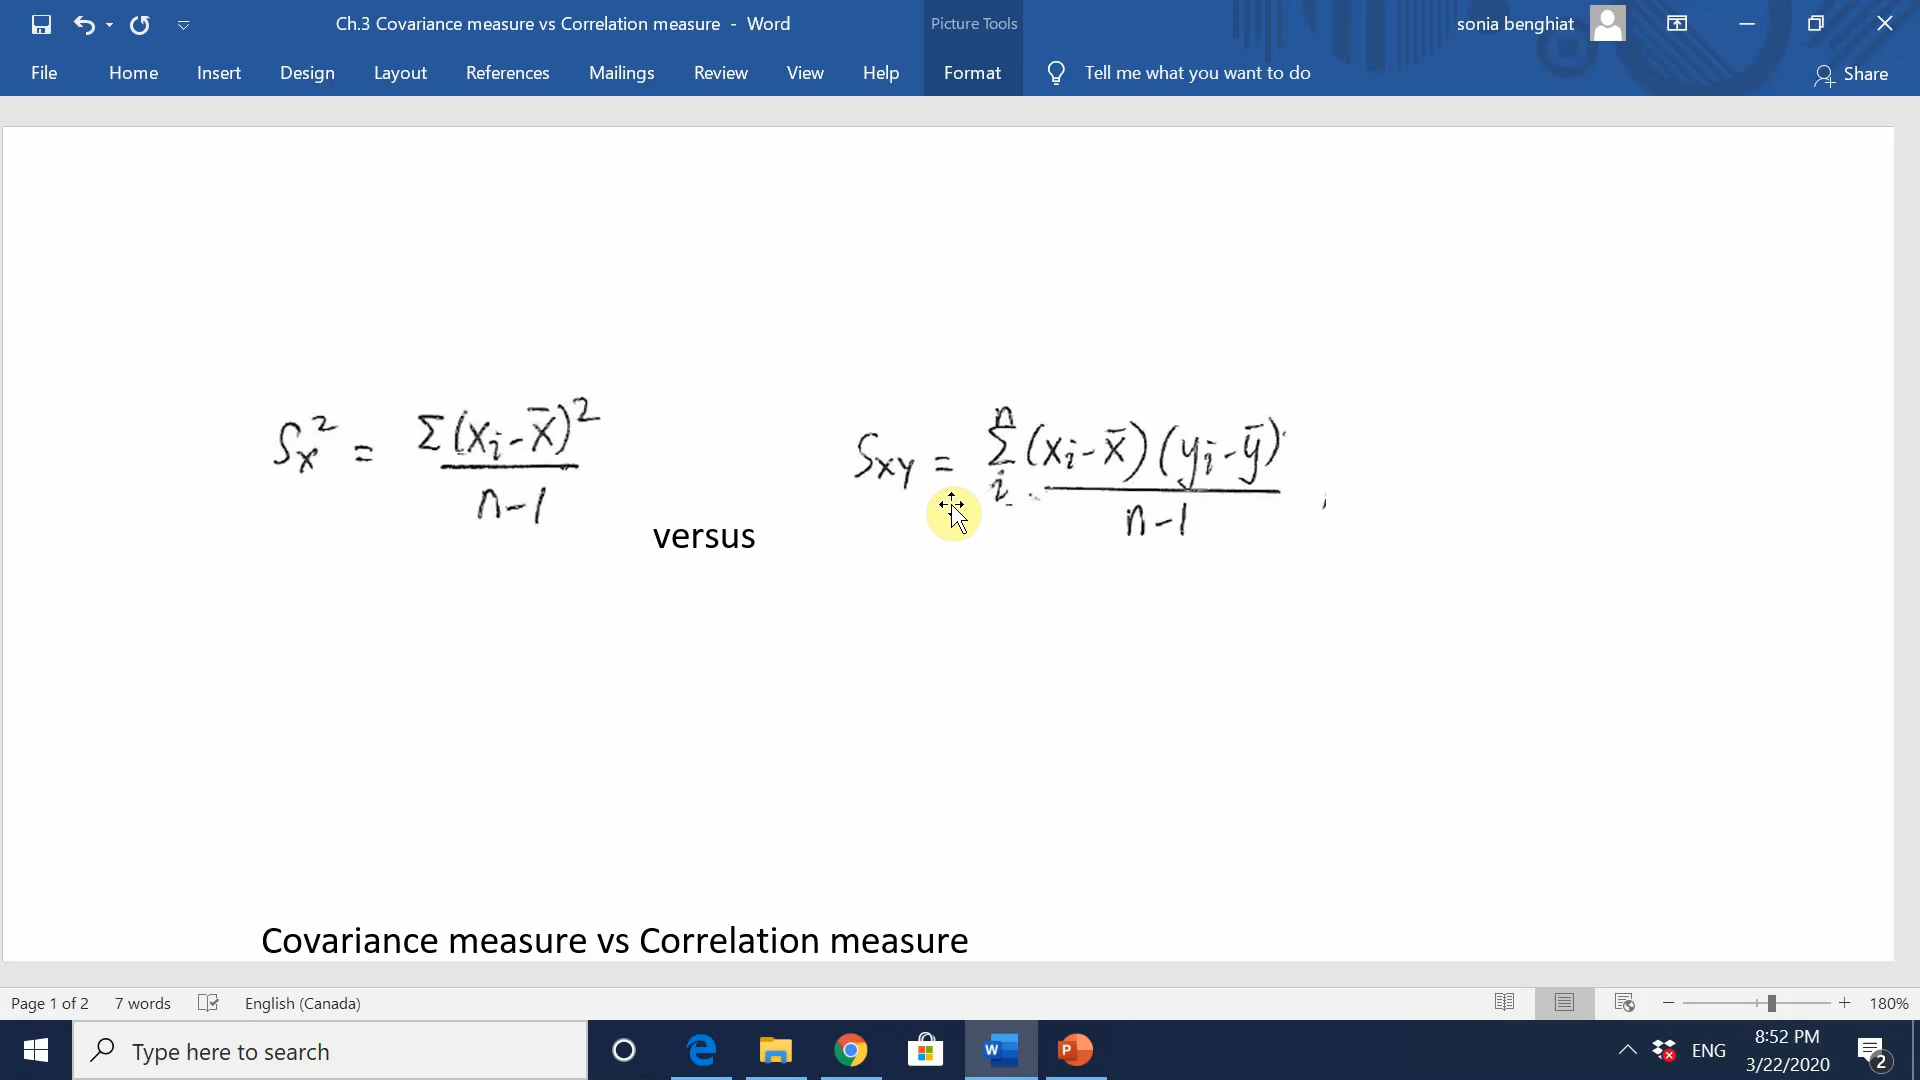 Ch.3 Covariance measure vs Correlation measure - Word
Picture Tools
sonia benghiat
File Home Insert Design Layout References Mailings Review View Help Format Tell me what you want to do Share
Sx² = Σ(xi-x̄)² / n-1
versus
Sxy = Σ(xi-x̄)(yi-ȳ) / n-1
n
i
Covariance measure vs Correlation measure
Page 1 of 2 7 words English (Canada) 180%
Type here to search
ENG
8:52 PM
3/22/2020
2